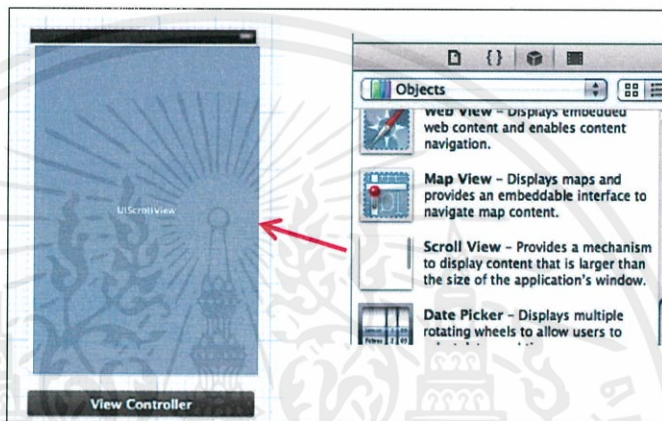 UIScrollView
View Controller
Objects
Web View – Displays embedded
web content and enables content
navigation.
Map View – Displays maps and
provides an embeddable interface to
navigate map content.
Scroll View – Provides a mechanism
to display content that is larger than
the size of the application's window.
Date Picker – Displays multiple
rotating wheels to allow users to